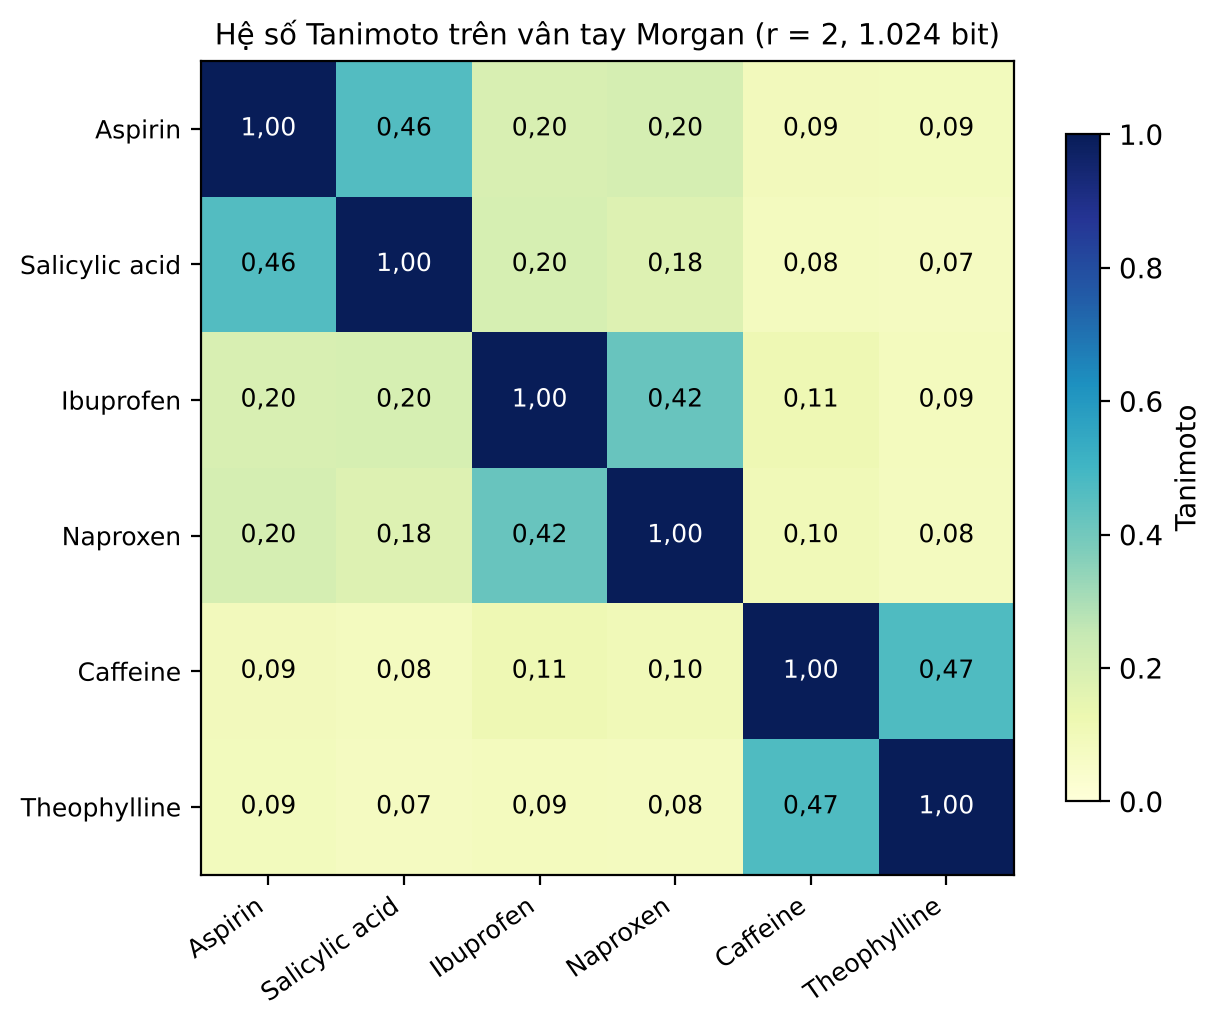 Hệ số Tanimoto trên vân tay Morgan (r = 2, 1.024 bit)
Aspirin 1,00 0,46 0,20 0,20 0,09 0,09
Salicylic acid 0,46 1,00 0,20 0,18 0,08 0,07
Ibuprofen 0,20 0,20 1,00 0,42 0,11 0,09
Naproxen 0,20 0,18 0,42 1,00 0,10 0,08
Caffeine 0,09 0,08 0,11 0,10 1,00 0,47
Theophylline 0,09 0,07 0,09 0,08 0,47 1,00
Aspirin Salicylic acid Ibuprofen Naproxen Caffeine Theophylline
1.0
0.8
0.6
0.4
0.2
0.0
Tanimoto